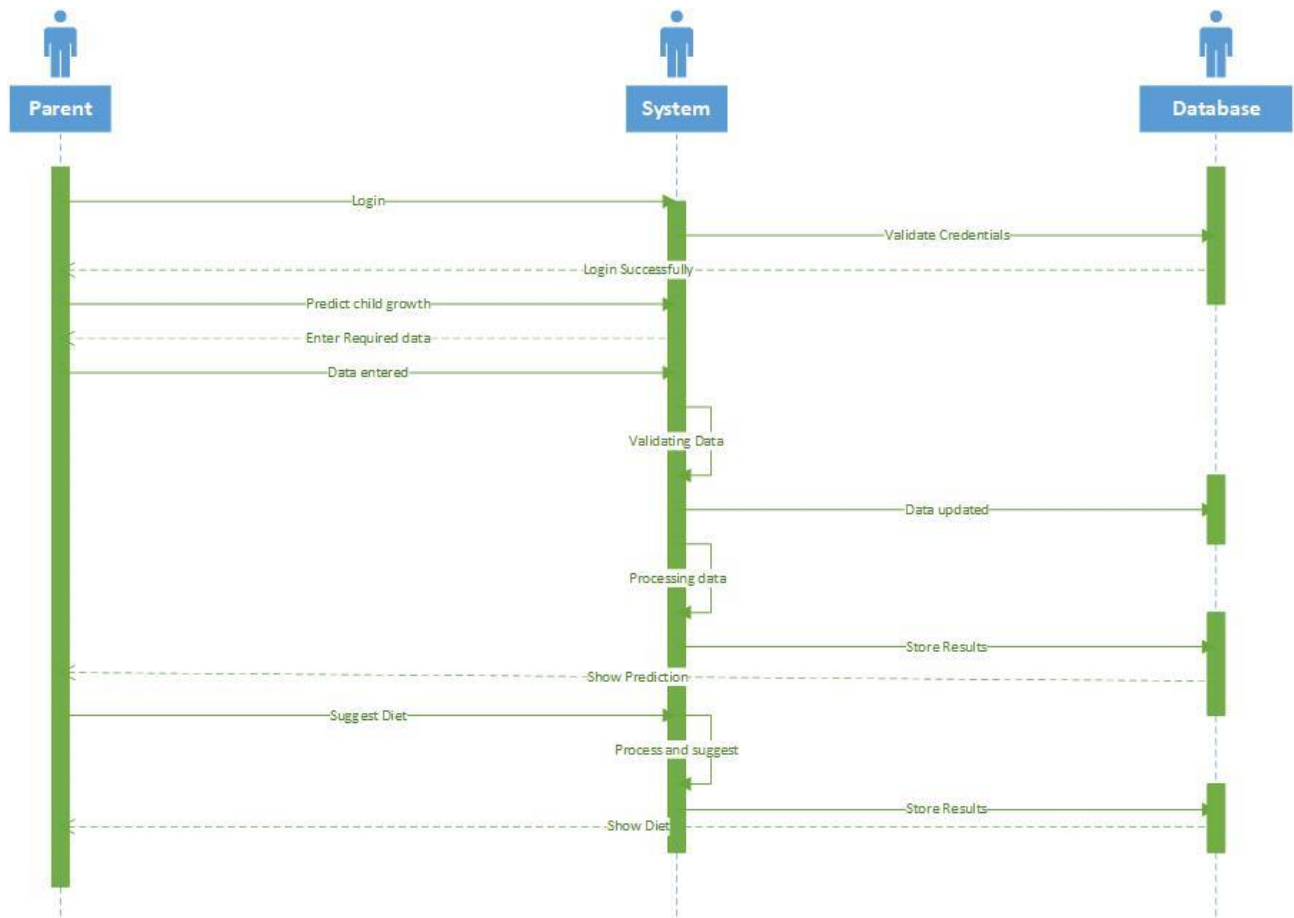 Parent
System
Database
Login
Validate Credentials
Login Successfully
Predict child growth
Enter Required data
Data entered
Validating Data
Data updated
Processing data
Store Results
Show Prediction
Suggest Diet
Process and suggest
Store Results
Show Diet